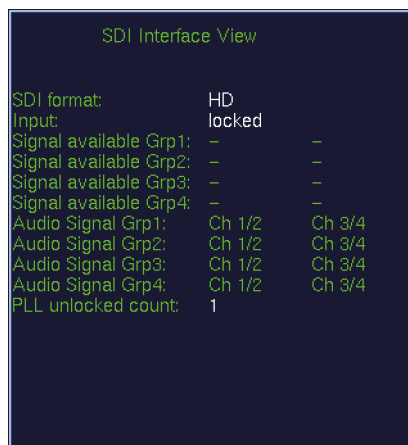 SDI Interface View
SDI format: HD
Input: locked
Signal available Grp1: – –
Signal available Grp2: – –
Signal available Grp3: – –
Signal available Grp4: – –
Audio Signal Grp1: Ch 1/2 Ch 3/4
Audio Signal Grp2: Ch 1/2 Ch 3/4
Audio Signal Grp3: Ch 1/2 Ch 3/4
Audio Signal Grp4: Ch 1/2 Ch 3/4
PLL unlocked count: 1